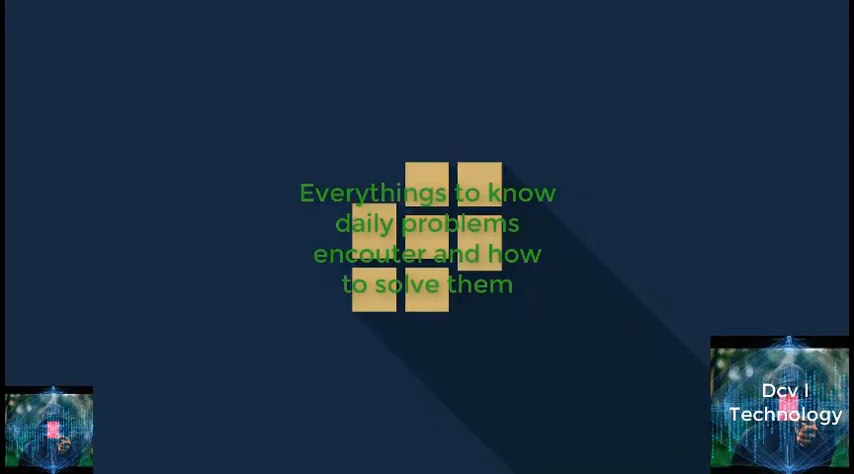 Everythings to know
daily problems
encouter and how
to solve them
Dcv I
Technology